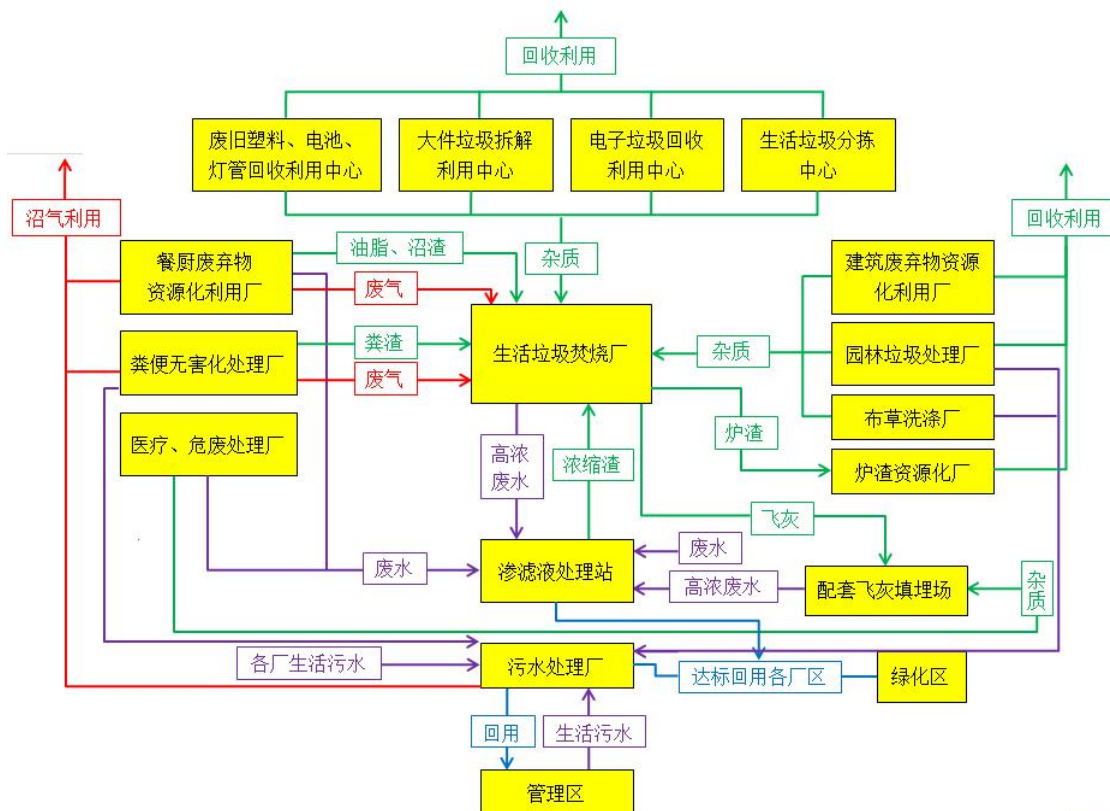 回收利用
废旧塑料、电池、
灯管回收利用中心
大件垃圾拆解
利用中心
电子垃圾回收
利用中心
生活垃圾分拣
中心
沼气利用
回收利用
餐厨废弃物
资源化利用厂
油脂、沼渣
杂质
废气
建筑废弃物资源
化利用厂
粪便无害化处理厂
粪渣
废气
生活垃圾焚烧厂
杂质
园林垃圾处理厂
布草洗涤厂
医疗、危废处理厂
高浓
废水
浓缩渣
炉渣
炉渣资源化厂
飞灰
废水
渗滤液处理站
废水
高浓废水
配套飞灰填埋场
杂
质
各厂生活污水
污水处理厂
达标回用各厂区
绿化区
回用
生活污水
管理区